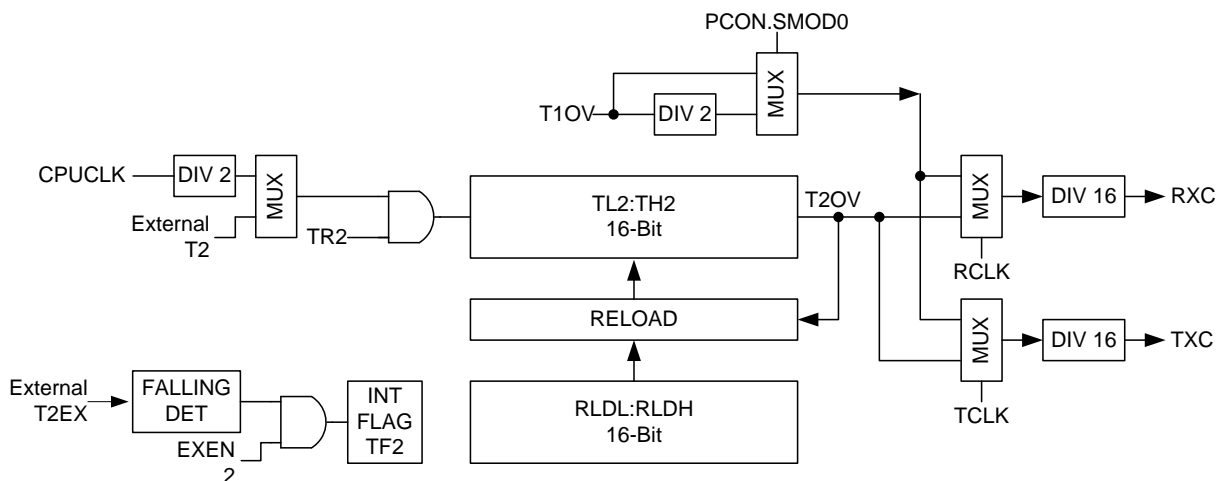 PCON.SMOD0
T1OV
DIV 2
MUX
CPUCLK
DIV 2
MUX
External
T2
TR2
TL2:TH2
16-Bit
T2OV
MUX
RCLK
DIV 16
RXC
RELOAD
MUX
TCLK
DIV 16
TXC
External
T2EX
FALLING
DET
EXEN
2
INT
FLAG
TF2
RLDL:RLDH
16-Bit